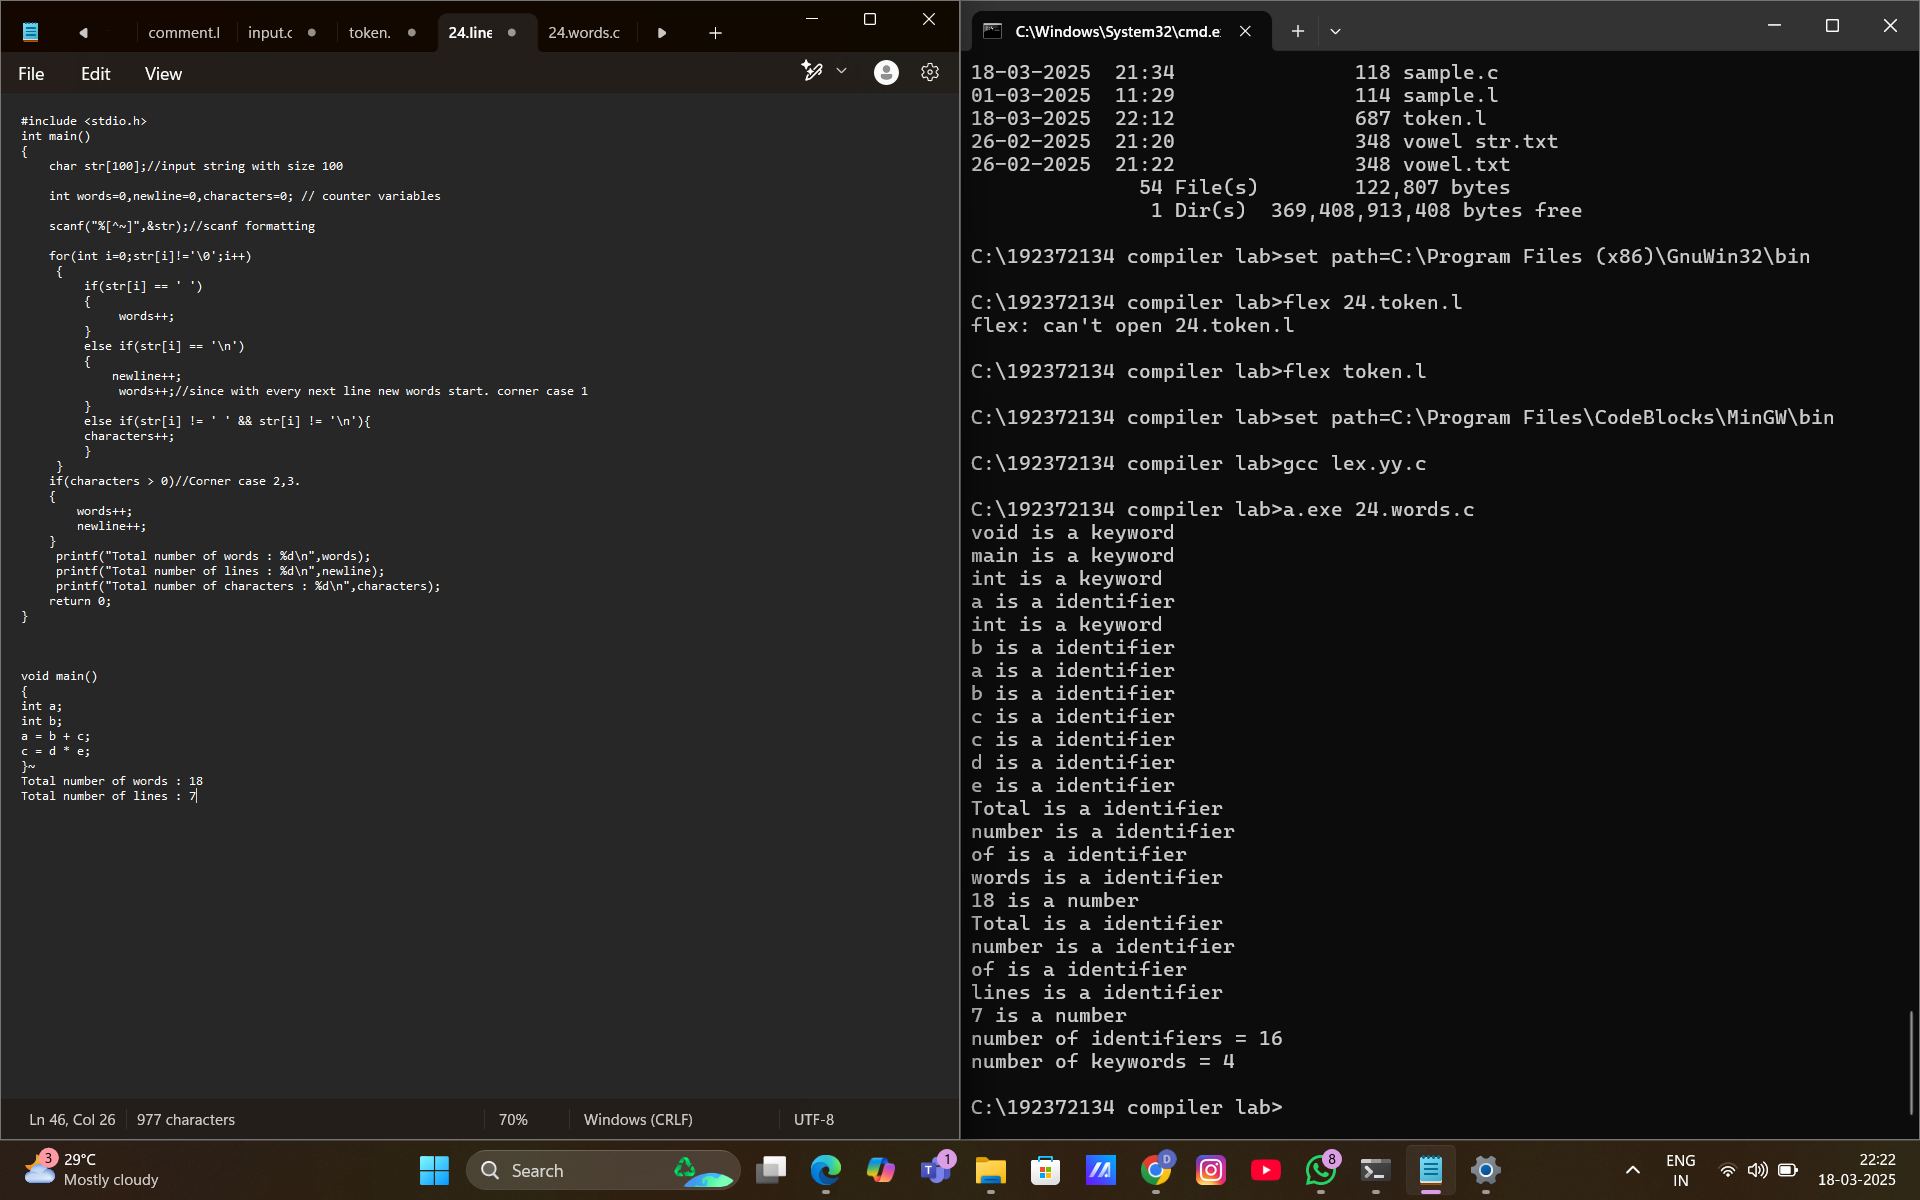 comment.l
input.c
token.
24.line
24.words.c
File
Edit
View
#include <stdio.h>
int main()
{
    char str[100];//input string with size 100

    int words=0,newline=0,characters=0; // counter variables

    scanf("%[^~]",&str);//scanf formatting

    for(int i=0;str[i]!='\0';i++)
     {
         if(str[i] == ' ')
         {
              words++;
         }
         else if(str[i] == '\n')
         {
             newline++;
              words++;//since with every next line new words start. corner case 1
         }
         else if(str[i] != ' ' && str[i] != '\n'){
         characters++;
         }
     }
    if(characters > 0)//Corner case 2,3.
    {
        words++;
        newline++;
    }
     printf("Total number of words : %d\n",words);
     printf("Total number of lines : %d\n",newline);
     printf("Total number of characters : %d\n",characters);
    return 0;
}

void main()
{
int a;
int b;
a = b + c;
c = d * e;
}~
Total number of words : 18
Total number of lines : 7
Ln 46, Col 26
977 characters
70%
Windows (CRLF)
UTF-8
C:\Windows\System32\cmd.e
18-03-2025  21:34               118 sample.c
01-03-2025  11:29               114 sample.l
18-03-2025  22:12               687 token.l
26-02-2025  21:20               348 vowel str.txt
26-02-2025  21:22               348 vowel.txt
              54 File(s)        122,807 bytes
               1 Dir(s)  369,408,913,408 bytes free

C:\192372134 compiler lab>set path=C:\Program Files (x86)\GnuWin32\bin

C:\192372134 compiler lab>flex 24.token.l
flex: can't open 24.token.l

C:\192372134 compiler lab>flex token.l

C:\192372134 compiler lab>set path=C:\Program Files\CodeBlocks\MinGW\bin

C:\192372134 compiler lab>gcc lex.yy.c

C:\192372134 compiler lab>a.exe 24.words.c
void is a keyword
main is a keyword
int is a keyword
a is a identifier
int is a keyword
b is a identifier
a is a identifier
b is a identifier
c is a identifier
c is a identifier
d is a identifier
e is a identifier
Total is a identifier
number is a identifier
of is a identifier
words is a identifier
18 is a number
Total is a identifier
number is a identifier
of is a identifier
lines is a identifier
7 is a number
number of identifiers = 16
number of keywords = 4

C:\192372134 compiler lab>
3
29°C
Mostly cloudy
Search
1
D
8
ENG
IN
22:22
18-03-2025